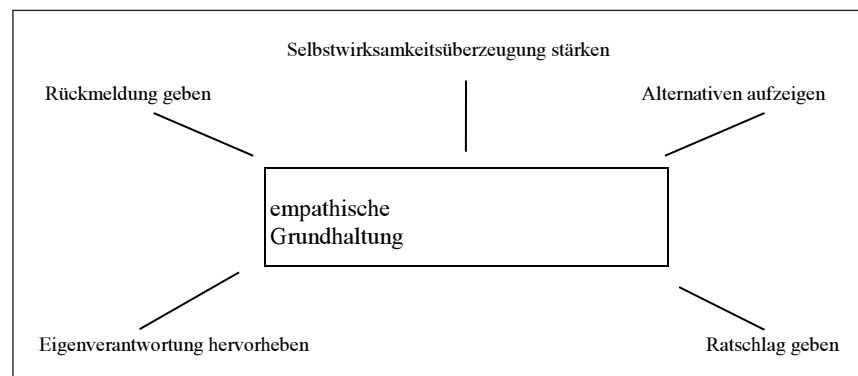 Selbstwirksamkeitsüberzeugung stärken
Rückmeldung geben
Alternativen aufzeigen
empathische
Grundhaltung
Eigenverantwortung hervorheben
Ratschlag geben